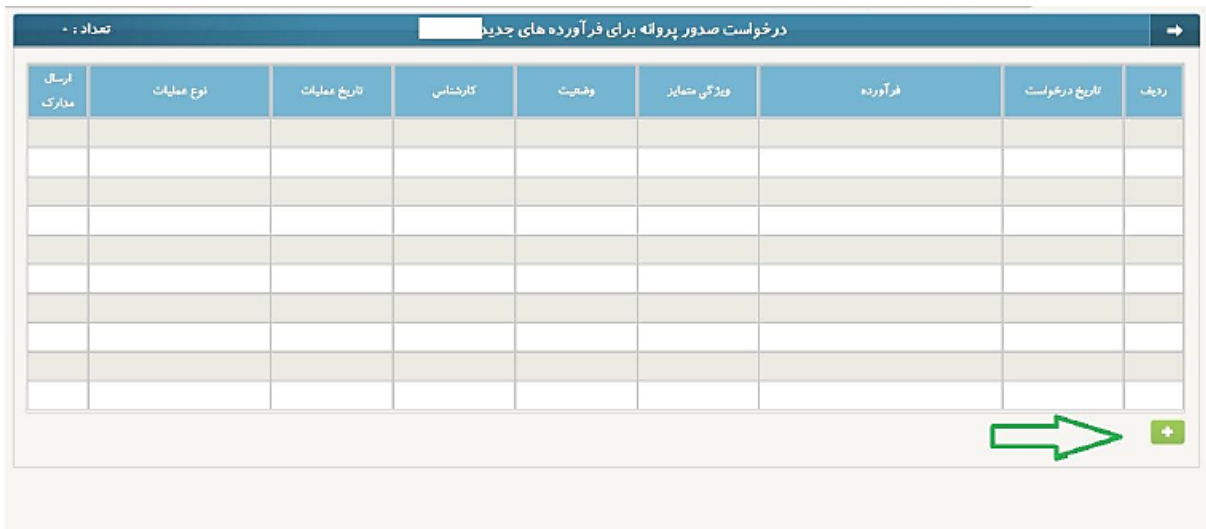 درخواست صدور پروانه برای فرآورده های جدید
تعداد : ۰
ردیف
تاریخ درخواست
فرآورده
ویژگی متمایز
وضعیت
کارشناس
تاریخ عملیات
نوع عملیات
ارسال
مدارک